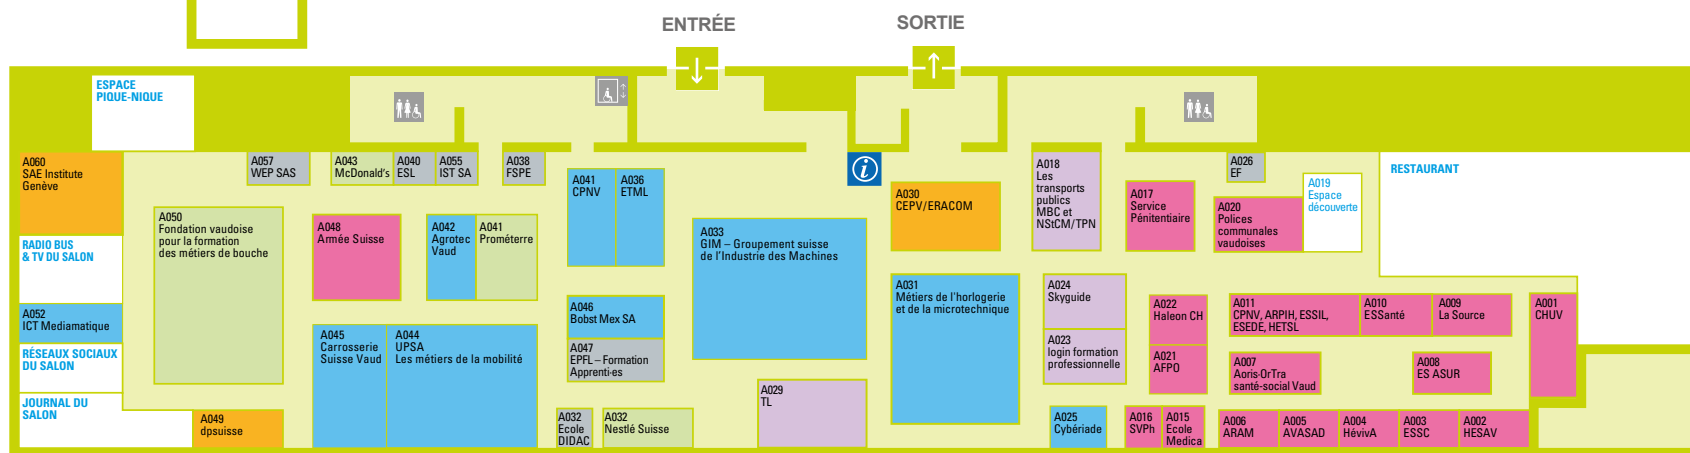 ENTRÉE
SORTIE
ESPACE
PIQUE-NIQUE
A060
SAE Institute
Genève
A057
WEP SAS
A043
McDonald's
A040
ESL
A055
IST SA
A038
FSPE
A041
CPNV
A036
ETML
i
A030
CEPV/ERACOM
A018
Les
transports
publics
MBC et
NStCM/TPN
A017
Service
Pénitentiaire
A026
EF
A020
Polices
communales
vaudoises
A019
Espace
découverte
RESTAURANT
A050
Fondation vaudoise
pour la formation
des métiers de bouche
A048
Armée Suisse
A042
Agrotec
Vaud
A041
Prométerre
A033
GIM – Groupement suisse
de l'Industrie des Machines
RADIO BUS
& TV DU SALON
A052
ICT Mediamatique
RÉSEAUX SOCIAUX
DU SALON
JOURNAL DU
SALON
A049
dpsuisse
A045
Carrosserie
Suisse Vaud
A044
UPSA
Les métiers de la mobilité
A046
Bobst Mex SA
A047
EPFL – Formation
Apprenti·es
A032
Ecole
DIDAC
A032
Nestlé Suisse
A029
TL
A031
Métiers de l'horlogerie
et de la microtechnique
A024
Skyguide
A023
login formation
professionnelle
A025
Cybériade
A022
Haleon CH
A021
AFPO
A016
SVPh
A015
Ecole
Medica
A011
CPNV, ARPIH, ESSIL,
ESEDE, HETSL
A010
ESSanté
A009
La Source
A001
CHUV
A007
Aoris·OrTra
santé-social Vaud
A008
ES ASUR
A006
ARAM
A005
AVASAD
A004
HévivA
A003
ESSC
A002
HESAV